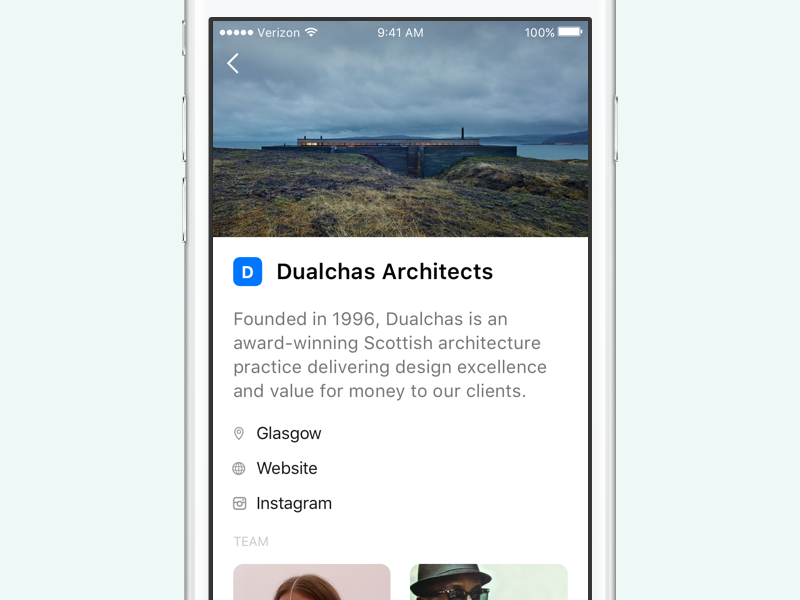 Verizon 9:41 AM 100%
D Dualchas Architects
Founded in 1996, Dualchas is an
award-winning Scottish architecture
practice delivering design excellence
and value for money to our clients.
Glasgow
Website
Instagram
TEAM